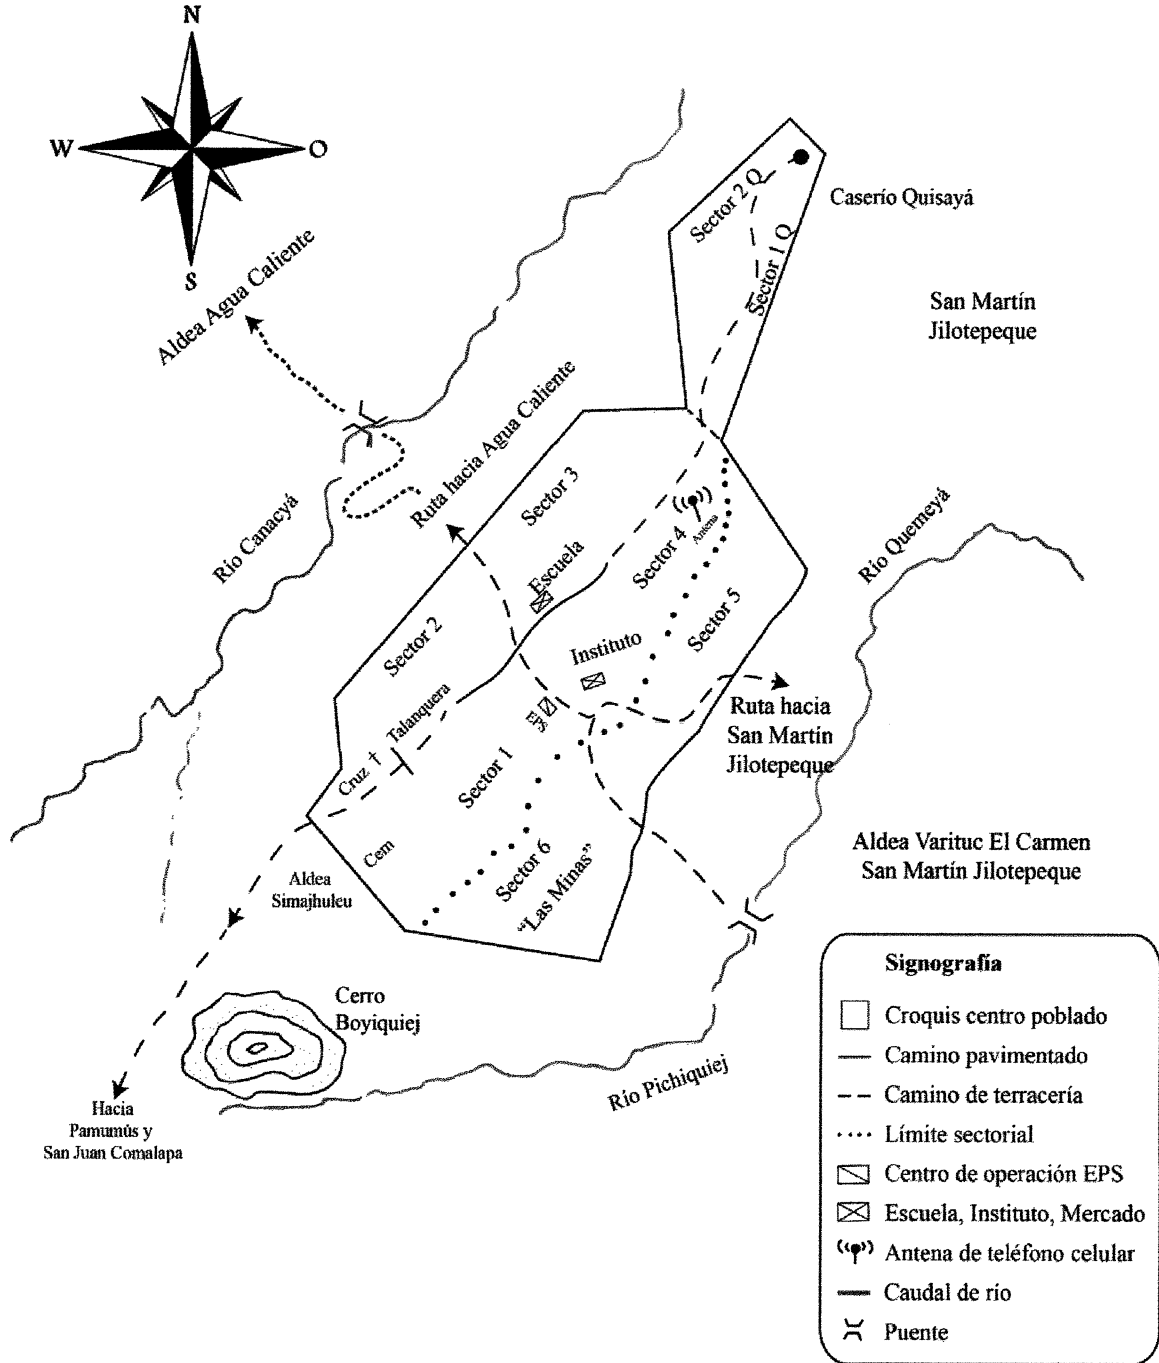 N
W
O
S
Aldea Agua Caliente
Sector 2 Q
Caserío Quisayá
Sector 1 Q
San Martín
Jilotepeque
Ruta hacia Agua Caliente
Río Canacyá
Sector 3
Antena
Sector 4
Río Quemeyá
Escuela
Sector 5
Sector 2
Instituto
Talanquera
EPS
Ruta hacia
San Martín
Jilotepeque
Cruz
Sector 1
Cem
Sector 6
“Las Minas”
Aldea
Simajhuleu
Aldea Varituc El Carmen
San Martín Jilotepeque
Cerro
Boyiquiej
Río Pichiquiej
Hacia
Pamumús y
San Juan Comalapa
Signografía
Croquis centro poblado
Camino pavimentado
Camino de terracería
Límite sectorial
Centro de operación EPS
Escuela, Instituto, Mercado
Antena de teléfono celular
Caudal de río
Puente